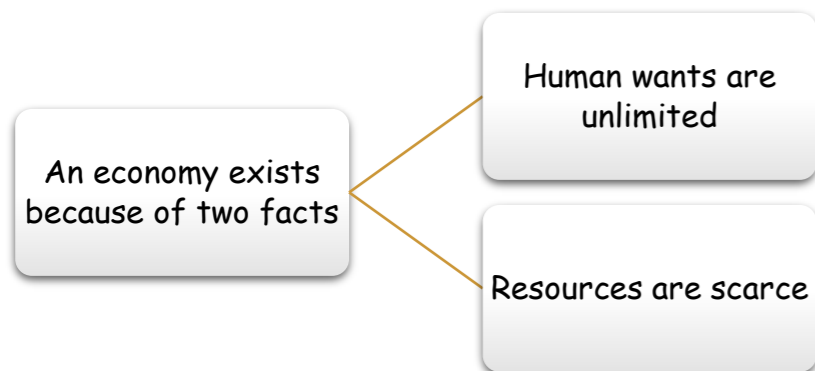 An economy exists
because of two facts
Human wants are
unlimited
Resources are scarce